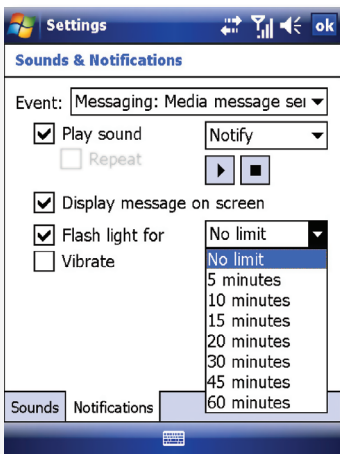 Settings ok
Sounds & Notifications
Event: Messaging: Media message ser
Play sound Notify
Repeat
Display message on screen
Flash light for No limit
Vibrate No limit
5 minutes
10 minutes
15 minutes
20 minutes
30 minutes
45 minutes
60 minutes
Sounds Notifications